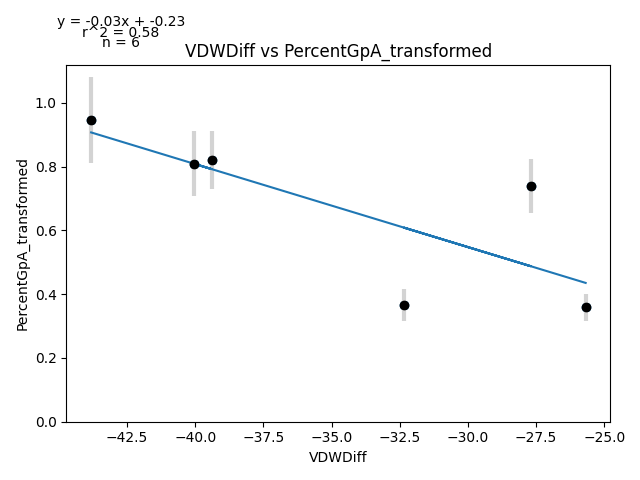 y = -0.03x + -0.23
r^2 = 0.58
n = 6
VDWDiff vs PercentGpA_transformed
PercentGpA_transformed
1.0
0.8
0.6
0.4
0.2
0.0
−42.5 −40.0 −37.5 −35.0 −32.5 −30.0 −27.5 −25.0
VDWDiff